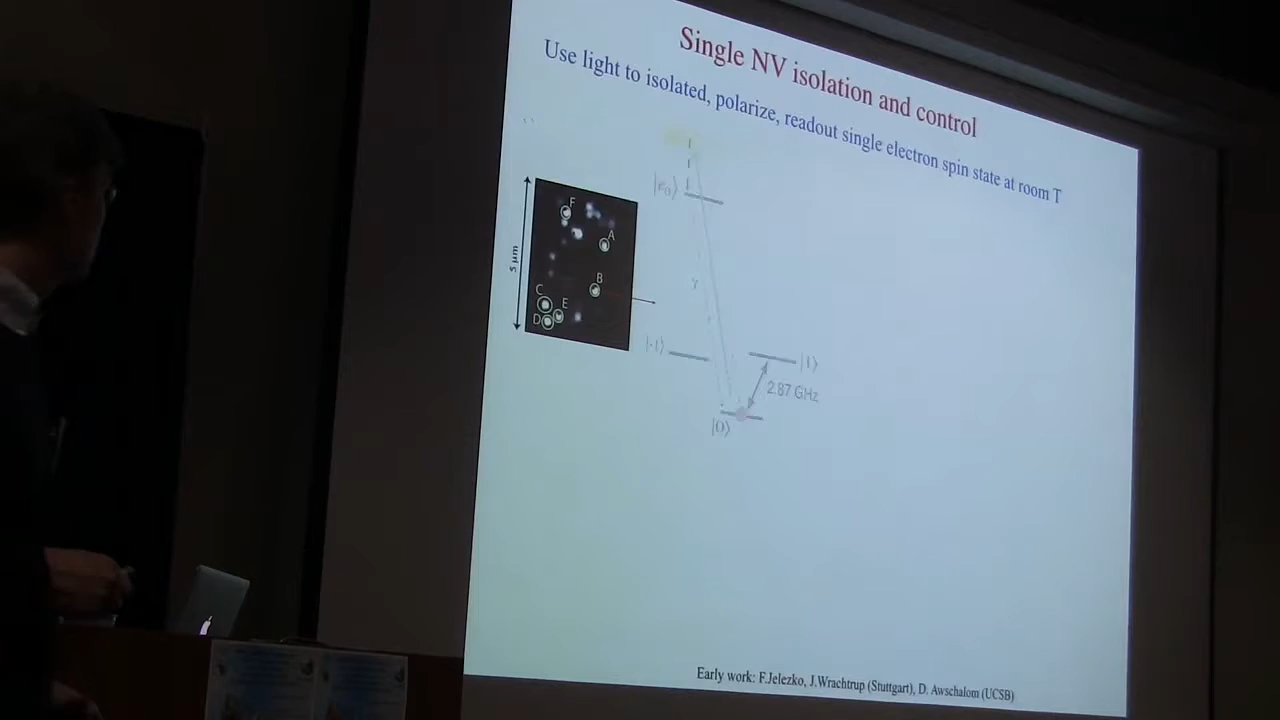 Single NV isolation and control
Use light to isolated, polarize, readout single electron spin state at room T
5 μm
F
A
B
C
E
D
|-1⟩
|1⟩
2.87 GHz
|0⟩
γ
Early work: F.Jelezko, J.Wrachtrup (Stuttgart), D. Awschalom (UCSB)